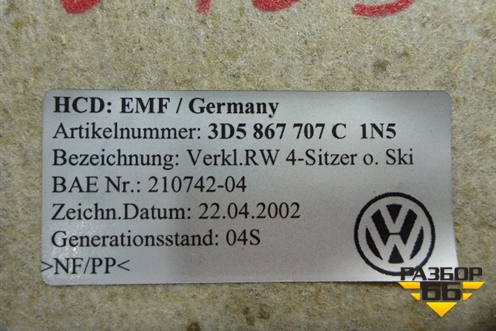 HCD: EMF / Germany
Artikelnummer: 3D5 867 707 C 1N5
Bezeichnung: Verkl.RW 4-Sitzer o. Ski
BAE Nr.: 210742-04
Zeichn.Datum: 22.04.2002
Generationsstand: 04S
>NF/PP<
РАЗБОР
66